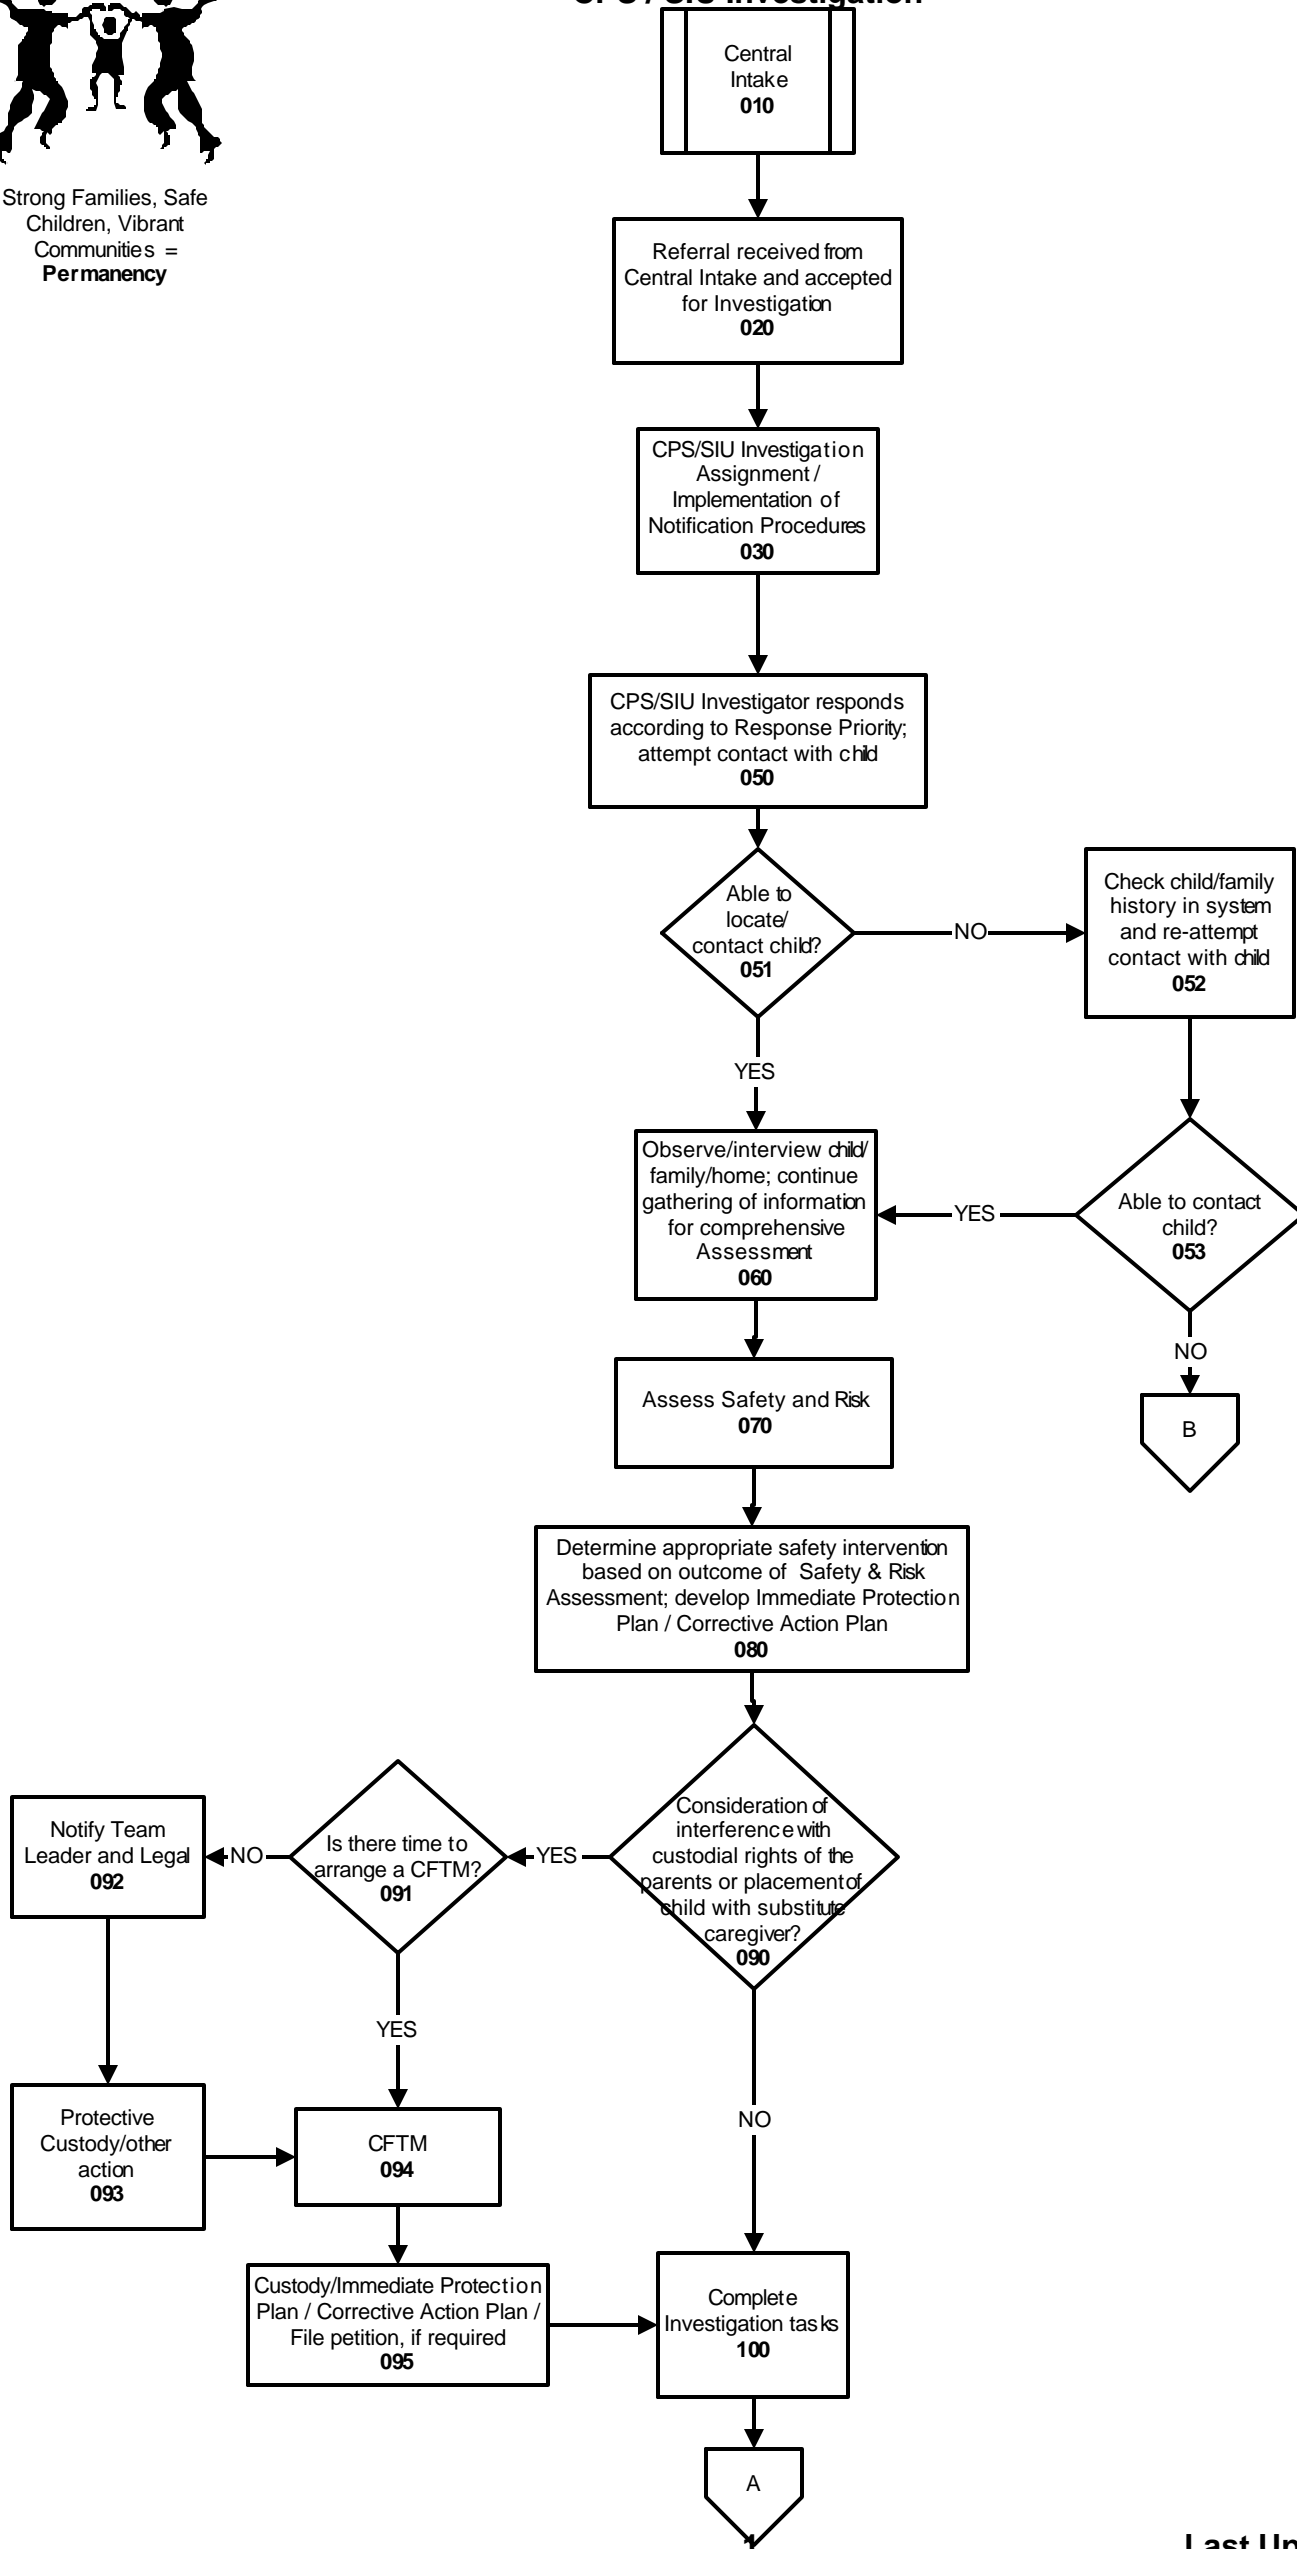 CPS / SIU Investigation
Central
Intake
010
Strong Families, Safe
Children, Vibrant
Communities =
Permanency
Referral received from
Central Intake and accepted
for Investigation
020
CPS/SIU Investigation
Assignment /
Implementation of
Notification Procedures
030
CPS/SIU Investigator responds
according to Response Priority;
attempt contact with child
050
Able to
locate/
contact child?
051
NO
Check child/family
history in system
and re-attempt
contact with child
052
YES
Observe/interview child/
family/home; continue
gathering of information
for comprehensive
Assessment
060
YES
Able to contact
child?
053
NO
B
Assess Safety and Risk
070
Determine appropriate safety intervention
based on outcome of Safety & Risk
Assessment; develop Immediate Protection
Plan / Corrective Action Plan
080
Consideration of
interference with
custodial rights of the
parents or placement of
child with substitute
caregiver?
090
YES
Is there time to
arrange a CFTM?
091
NO
Notify Team
Leader and Legal
092
YES
NO
Protective
Custody/other
action
093
CFTM
094
Custody/Immediate Protection
Plan / Corrective Action Plan /
File petition, if required
095
Complete
Investigation tasks
100
A
1
Last Up